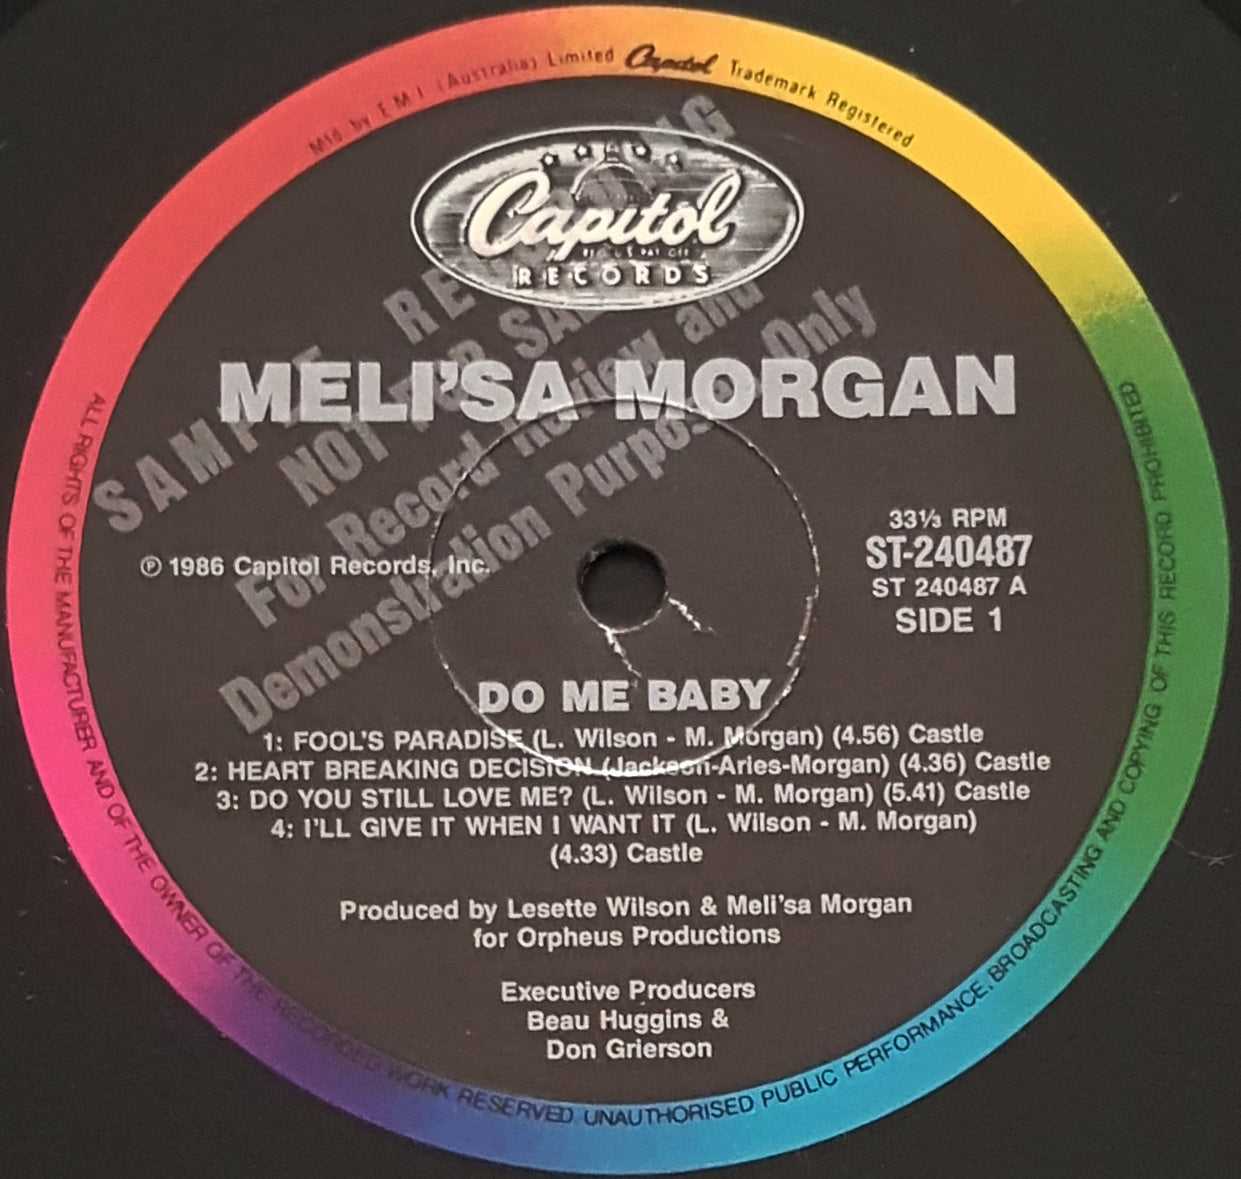 Mfd by E M I (Australia) Limited Capitol Trademark Registered
Capitol
RECORDS
SAMPLE RECORDING
NOT FOR SALE
For Record Review and
Demonstration Purposes Only
MELI'SA MORGAN
℗ 1986 Capitol Records, Inc.
33⅓ RPM
ST-240487
ST 240487 A
SIDE 1
DO ME BABY
1: FOOL'S PARADISE (L. Wilson - M. Morgan) (4.56) Castle
2: HEART BREAKING DECISION (Jackson-Aries-Morgan) (4.36) Castle
3: DO YOU STILL LOVE ME? (L. Wilson - M. Morgan) (5.41) Castle
4: I'LL GIVE IT WHEN I WANT IT (L. Wilson - M. Morgan)
(4.33) Castle
Produced by Lesette Wilson & Meli'sa Morgan
for Orpheus Productions
Executive Producers
Beau Huggins &
Don Grierson
ALL RIGHTS OF THE MANUFACTURER AND OF THE OWNER OF THE RECORDED WORK RESERVED UNAUTHORISED PUBLIC PERFORMANCE, BROADCASTING AND COPYING OF THIS RECORD PROHIBITED